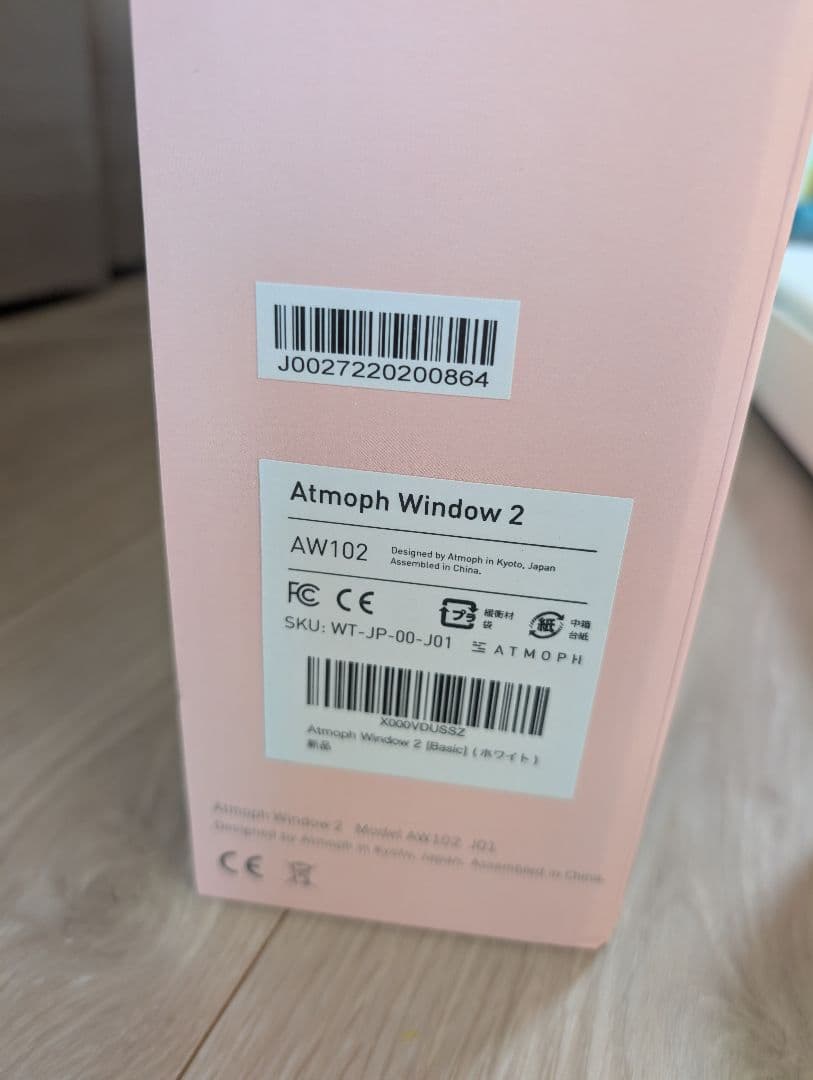 J0027220200864
Atmoph Window 2
AW102
Designed by Atmoph in Kyoto, Japan
Assembled in China.
FC CE
プラ 緩衝材
袋
紙 中箱
台紙
SKU: WT-JP-00-J01
ATMOPH
X000VDUSSZ
Atmoph Window 2 [Basic] (ホワイト)
新品
Atmoph Window 2 Model AW102 J01
Designed by Atmoph in Kyoto, Japan. Assembled in China.
CE